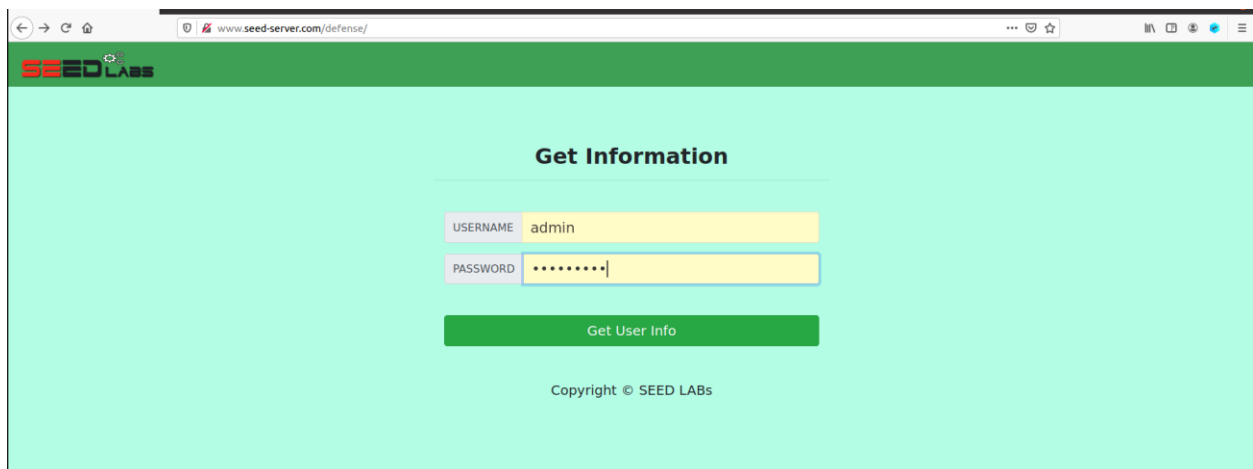 www.seed-server.com/defense/
SEED LABS
Get Information
USERNAME admin
PASSWORD •••••••••
Get User Info
Copyright © SEED LABs